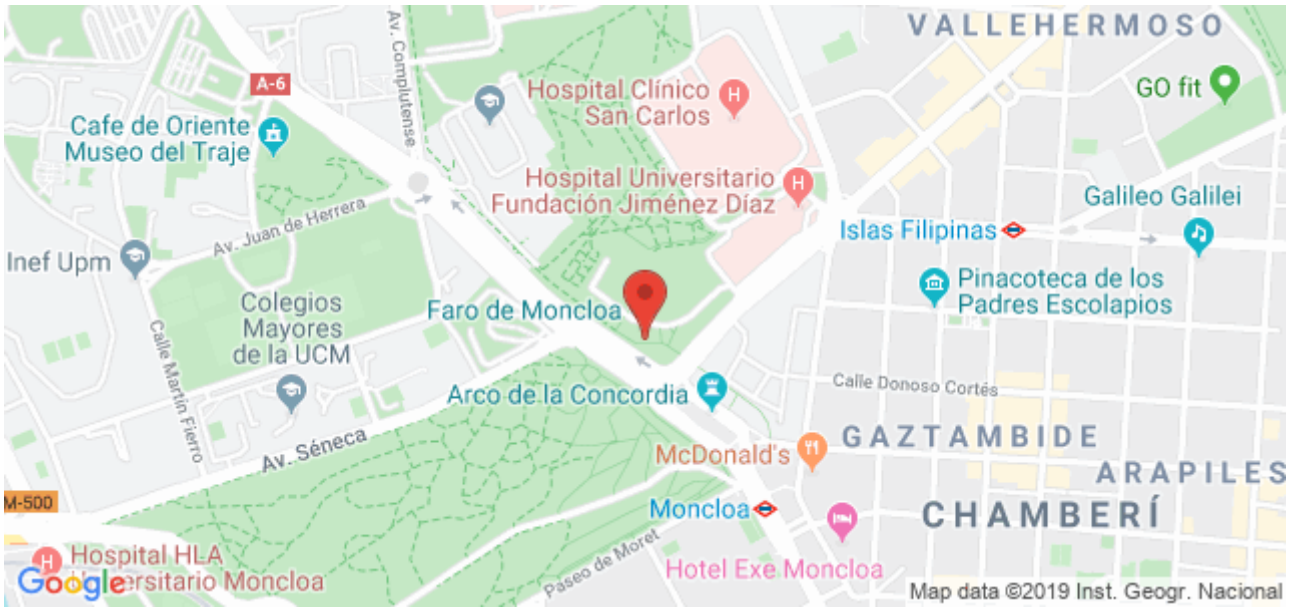 VALLEHERMOSO
Av. Complutense
A-6
Hospital Clínico
San Carlos
GO fit
Cafe de Oriente
Museo del Traje
Hospital Universitario
Fundación Jiménez Díaz
Galileo Galilei
Av. Juan de Herrera
Islas Filipinas
Inef Upm
Pinacoteca de los
Padres Escolapios
Colegios
Mayores
de la UCM
Faro de Moncloa
Calle Martín Fierro
Arco de la Concordia
Calle Donoso Cortés
Av. Séneca
McDonald's
GAZTAMBIDE
ARAPILES
M-500
Moncloa
CHAMBERÍ
Paseo de Moret
Hospital HLA
ersitario Moncloa
Google
Hotel Exe Moncloa
Map data ©2019 Inst. Geogr. Nacional